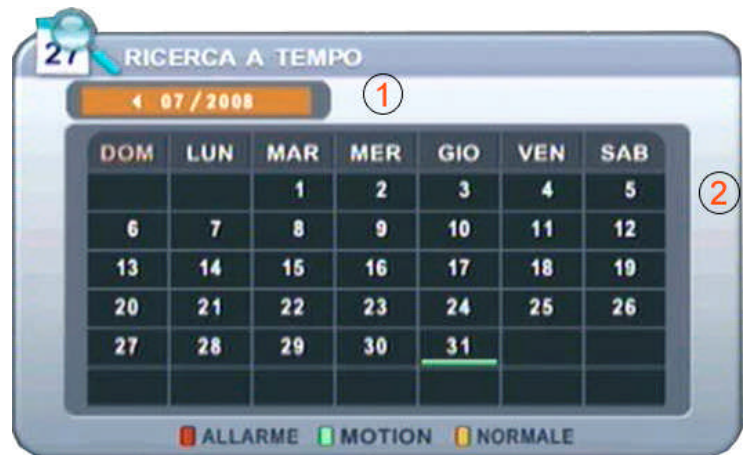 27 RICERCA A TEMPO
07/2008 1
DOM LUN MAR MER GIO VEN SAB
1 2 3 4 5
2
6 7 8 9 10 11 12
13 14 15 16 17 18 19
20 21 22 23 24 25 26
27 28 29 30 31
ALLARME MOTION NORMALE